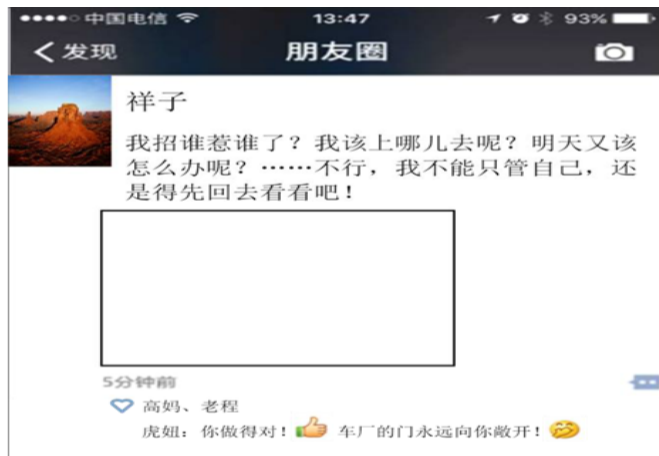 中国电信 13:47 93%
发现 朋友圈
祥子
我招谁惹谁了？我该上哪儿去呢？明天又该
怎么办呢？……不行，我不能只管自己，还
是得先回去看看吧！
5分钟前
高妈、老程
虎妞：你做得对！👍 车厂的门永远向你敞开！🤣